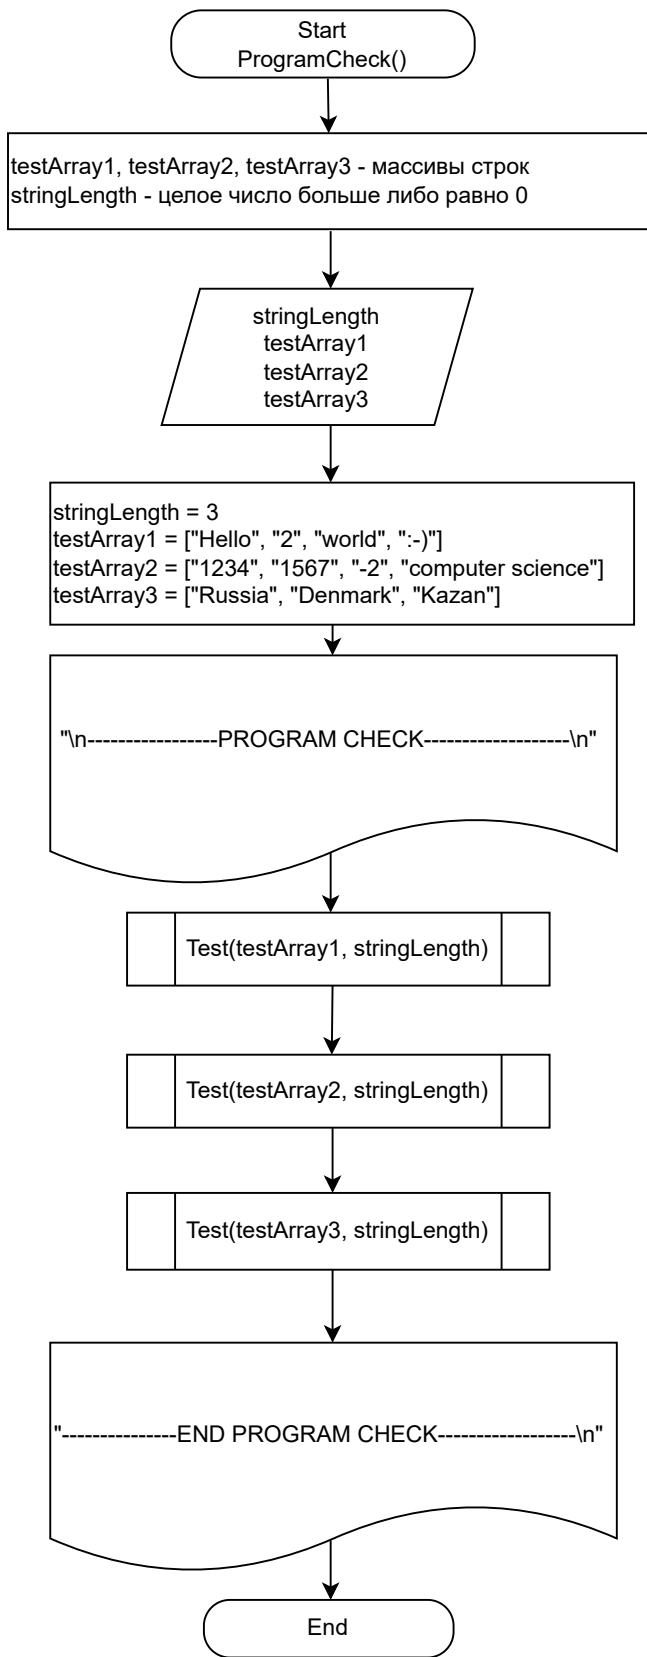 Start
ProgramCheck()
testArray1, testArray2, testArray3 - массивы строк
stringLength - целое число больше либо равно 0
stringLength
testArray1
testArray2
testArray3
stringLength = 3
testArray1 = ["Hello", "2", "world", ":-)"]
testArray2 = ["1234", "1567", "-2", "computer science"]
testArray3 = ["Russia", "Denmark", "Kazan"]
"\n-----------------PROGRAM CHECK-------------------\n"
Test(testArray1, stringLength)
Test(testArray2, stringLength)
Test(testArray3, stringLength)
"---------------END PROGRAM CHECK------------------\n"
End